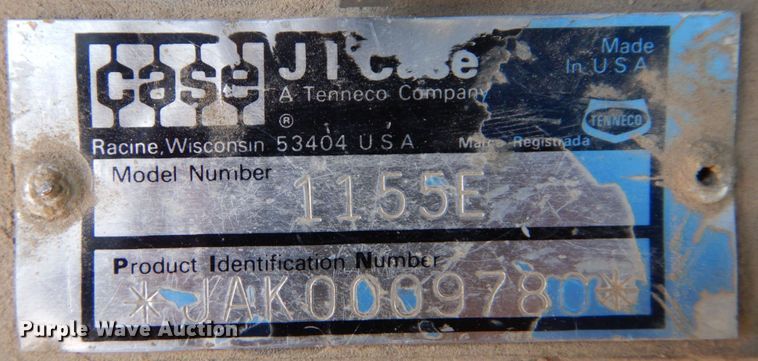 case
J I Case
A Tenneco Company
®
Racine, Wisconsin 53404 U S A
Made
In U S A
TENNECO
Marca Registrada
Model Number
1155E
Product Identification Number
*JAK0009780*
Purple Wave Auction